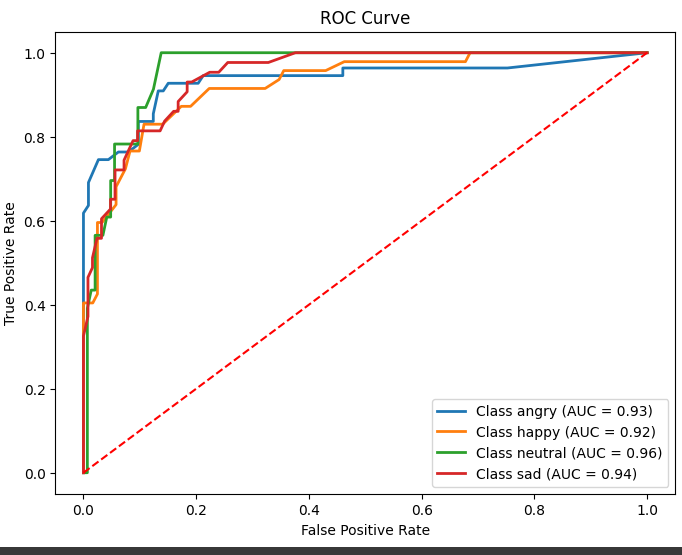 ROC Curve
1.0
0.8
0.6
0.4
0.2
0.0
True Positive Rate
Class angry (AUC = 0.93)
Class happy (AUC = 0.92)
Class neutral (AUC = 0.96)
Class sad (AUC = 0.94)
0.0 0.2 0.4 0.6 0.8 1.0
False Positive Rate